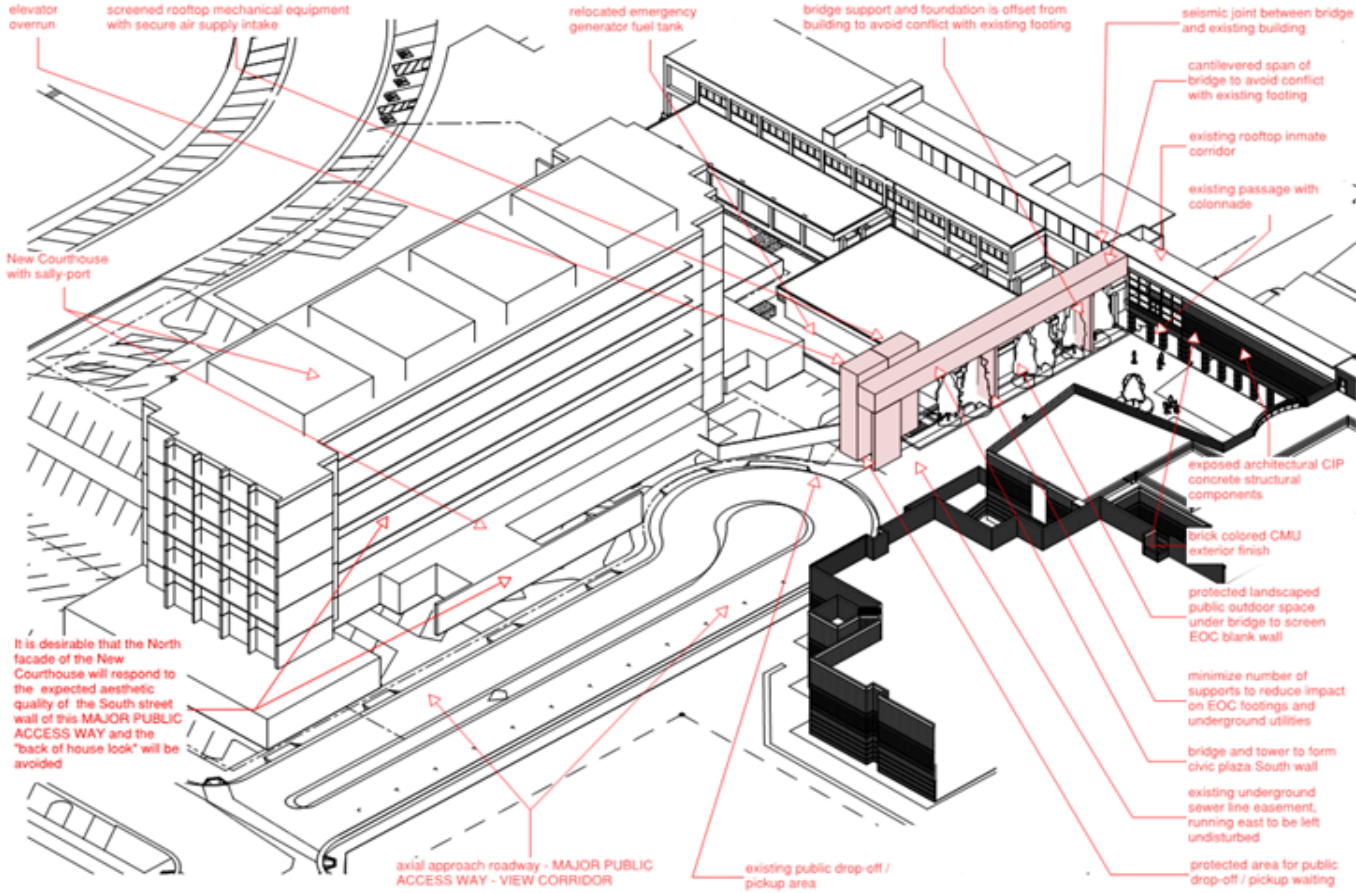 elevator
overrun
screened rooftop mechanical equipment
with secure air supply intake
relocated emergency
generator fuel tank
bridge support and foundation is offset from
building to avoid conflict with existing footing
seismic joint between bridge
and existing building
cantilevered span of
bridge to avoid conflict
with existing footing
existing rooftop inmate
corridor
existing passage with
colonnade
New Courthouse
with sally-port
exposed architectural CIP
concrete structural
components
brick colored CMU
exterior finish
protected landscaped
public outdoor space
under bridge to screen
EOC blank wall
It is desirable that the North
facade of the New
Courthouse will respond to
the expected aesthetic
quality of the South street
wall of this MAJOR PUBLIC
ACCESS WAY and the
"back of house look" will be
avoided
minimize number of
supports to reduce impact
on EOC footings and
underground utilities
bridge and tower to form
civic plaza South wall
existing underground
sewer line easement,
running east to be left
undisturbed
axial approach roadway - MAJOR PUBLIC
ACCESS WAY - VIEW CORRIDOR
existing public drop-off /
pickup area
protected area for public
drop-off / pickup waiting